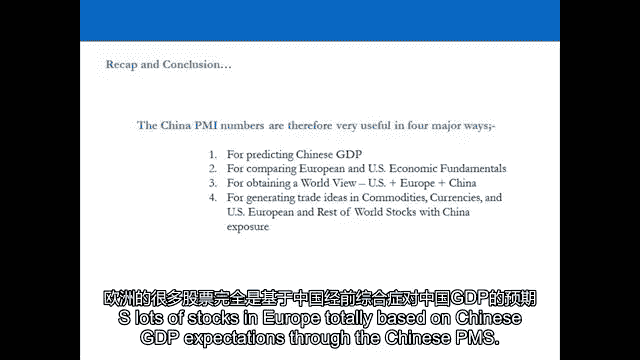 Recap and Conclusion…
The China PMI numbers are therefore very useful in four major ways;-
1. For predicting Chinese GDP
2. For comparing European and U.S. Economic Fundamentals
3. For obtaining a World View – U.S. + Europe + China
4. For generating trade ideas in Commodities, Currencies, and
U.S. European and Rest of World Stocks with China
exposure
欧洲的很多股票完全是基于中国经前综合症对中国GDP的预期
S lots of stocks in Europe totally based on Chinese
GDP expectations through the Chinese PMS.